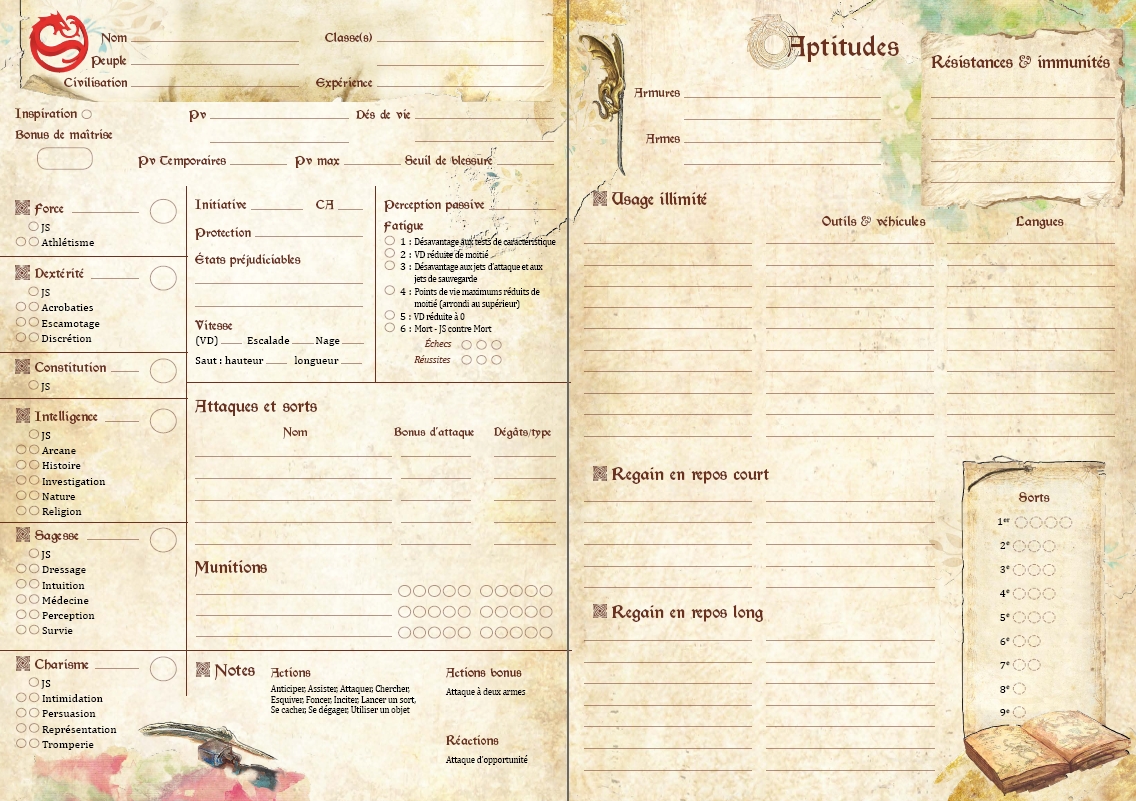 Nom
Classe(s)
Peuple
Civilisation
Expérience
Inspiration
Pv
Dés de vie
Bonus de maîtrise
Pv Temporaires
Pv max
Seuil de blessure
Force
JS
Athlétisme
Dextérité
JS
Acrobaties
Escamotage
Discrétion
Constitution
JS
Intelligence
JS
Arcane
Histoire
Investigation
Nature
Religion
Sagesse
JS
Dressage
Intuition
Médecine
Perception
Survie
Charisme
JS
Intimidation
Persuasion
Représentation
Tromperie
Initiative
CA
Protection
États préjudiciables
Vitesse
(VD) Escalade Nage
Saut : hauteur longueur
Perception passive
Fatigue
1 : Désavantage aux tests de caractéristique
2 : VD réduite de moitié
3 : Désavantage aux jets d'attaque et aux
jets de sauvegarde
4 : Points de vie maximums réduits de
moitié (arrondi au supérieur)
5 : VD réduite à 0
6 : Mort - JS contre Mort
Échecs
Réussites
Attaques et sorts
Nom
Bonus d'attaque
Dégâts/type
Munitions
Notes
Actions
Anticiper, Assister, Attaquer, Chercher,
Esquiver, Foncer, Inciter, Lancer un sort,
Se cacher, Se dégager, Utiliser un objet
Actions bonus
Attaque à deux armes
Réactions
Attaque d'opportunité
Aptitudes
Armures
Armes
Résistances & immunités
Usage illimité
Outils & véhicules
Langues
Regain en repos court
Regain en repos long
Sorts
1er
2e
3e
4e
5e
6e
7e
8e
9e